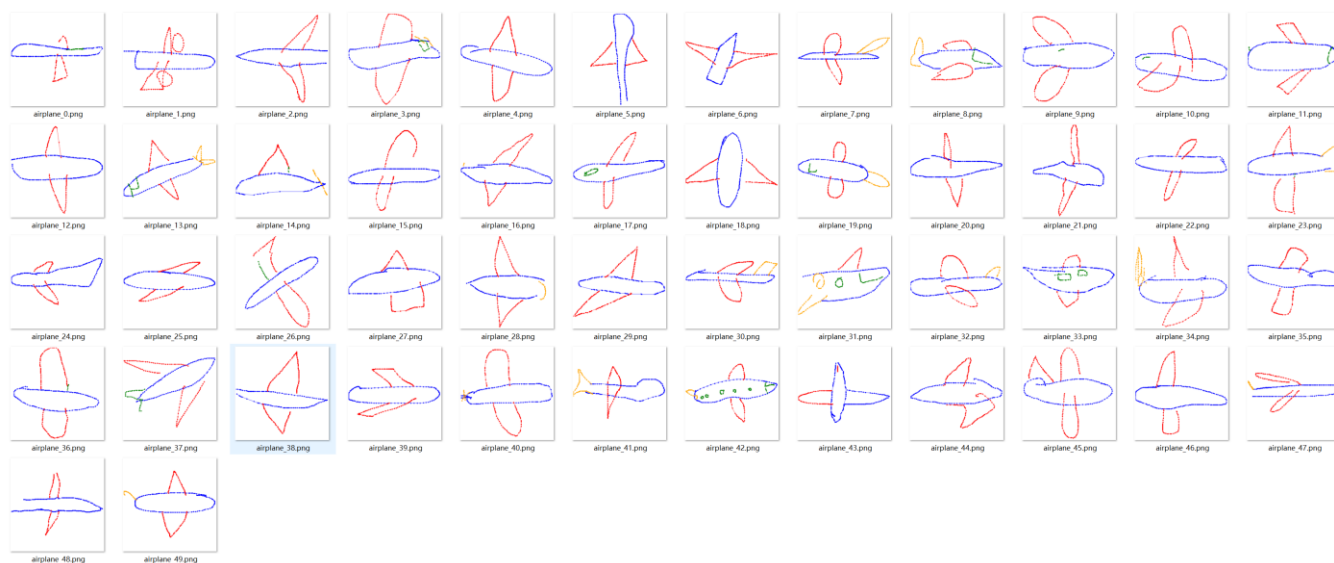 airplane_0.png airplane_1.png airplane_2.png airplane_3.png airplane_4.png airplane_5.png airplane_6.png airplane_7.png airplane_8.png airplane_9.png airplane_10.png airplane_11.png
airplane_12.png airplane_13.png airplane_14.png airplane_15.png airplane_16.png airplane_17.png airplane_18.png airplane_19.png airplane_20.png airplane_21.png airplane_22.png airplane_23.png
airplane_24.png airplane_25.png airplane_26.png airplane_27.png airplane_28.png airplane_29.png airplane_30.png airplane_31.png airplane_32.png airplane_33.png airplane_34.png airplane_35.png
airplane_36.png airplane_37.png airplane_38.png airplane_39.png airplane_40.png airplane_41.png airplane_42.png airplane_43.png airplane_44.png airplane_45.png airplane_46.png airplane_47.png
airplane_48.png airplane_49.png